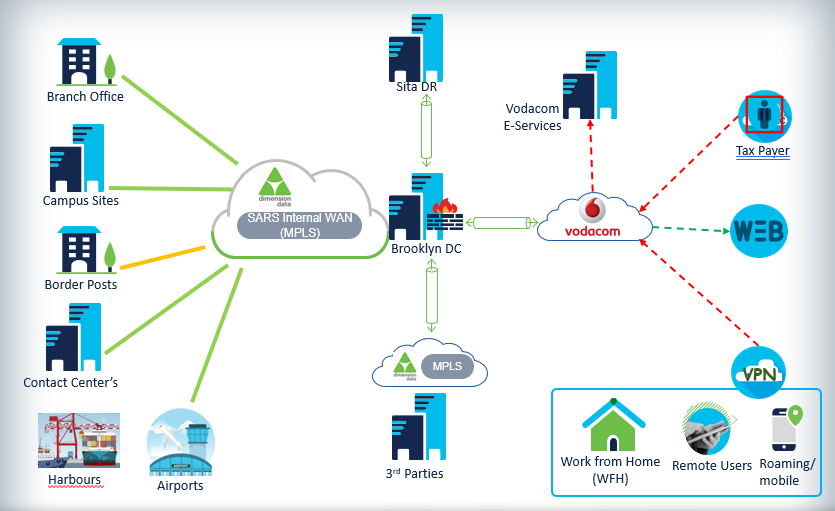 Branch Office
Campus Sites
Border Posts
Contact Center's
Harbours
AIRPORT
Airports
dimension
data
SARS Internal WAN
(MPLS)
Sita DR
Brooklyn DC
dimension
data
MPLS
3rd Parties
Vodacom
E-Services
vodacom
Tax Payer
WEB
VPN
Work from Home
(WFH)
Remote Users
Roaming/
mobile